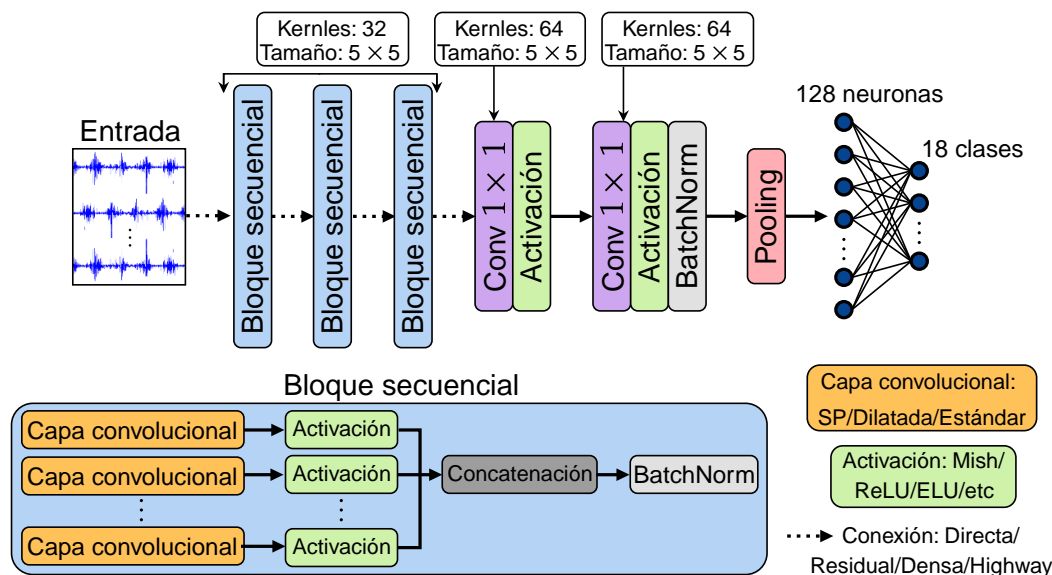 Kernles: 32
Tamaño: 5 × 5
Kernles: 64
Tamaño: 5 × 5
Kernles: 64
Tamaño: 5 × 5
128 neuronas
18 clases
Entrada
Bloque secuencial
Bloque secuencial
Bloque secuencial
Conv 1 × 1
Activación
Conv 1 × 1
Activación
BatchNorm
Pooling
Bloque secuencial
Capa convolucional
Activación
Capa convolucional
Activación
Concatenación
BatchNorm
Capa convolucional
Activación
Capa convolucional:
SP/Dilatada/Estándar
Activación: Mish/
ReLU/ELU/etc
Conexión: Directa/
Residual/Densa/Highway